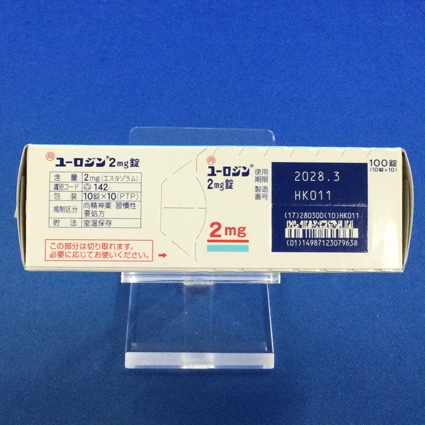 向 ユーロジン®2mg錠
含 量 2mg(エスタゾラム)
識別コード 142
包 装 10錠×10(PTP)
規制区分 向精神薬 習慣性
要処方
貯 法 室温保存
この部分は切り取れます。
必要に応じてお使いください。
向 ユーロジン®
2mg錠
2mg
使用
期限
製造
番号
2028.3
HK011
(17)280300(10)HK011
(01)14987123079638
100錠
(10錠×10)